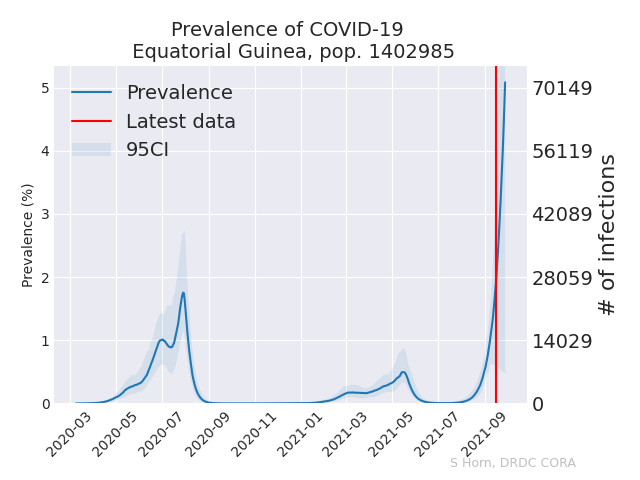 Prevalence of COVID-19
Equatorial Guinea, pop. 1402985
Prevalence
Latest data
95CI
Prevalence (%)
5
4
3
2
1
0
70149
56119
42089
28059
14029
0
# of infections
2020-03
2020-05
2020-07
2020-09
2020-11
2021-01
2021-03
2021-05
2021-07
2021-09
S Horn, DRDC CORA